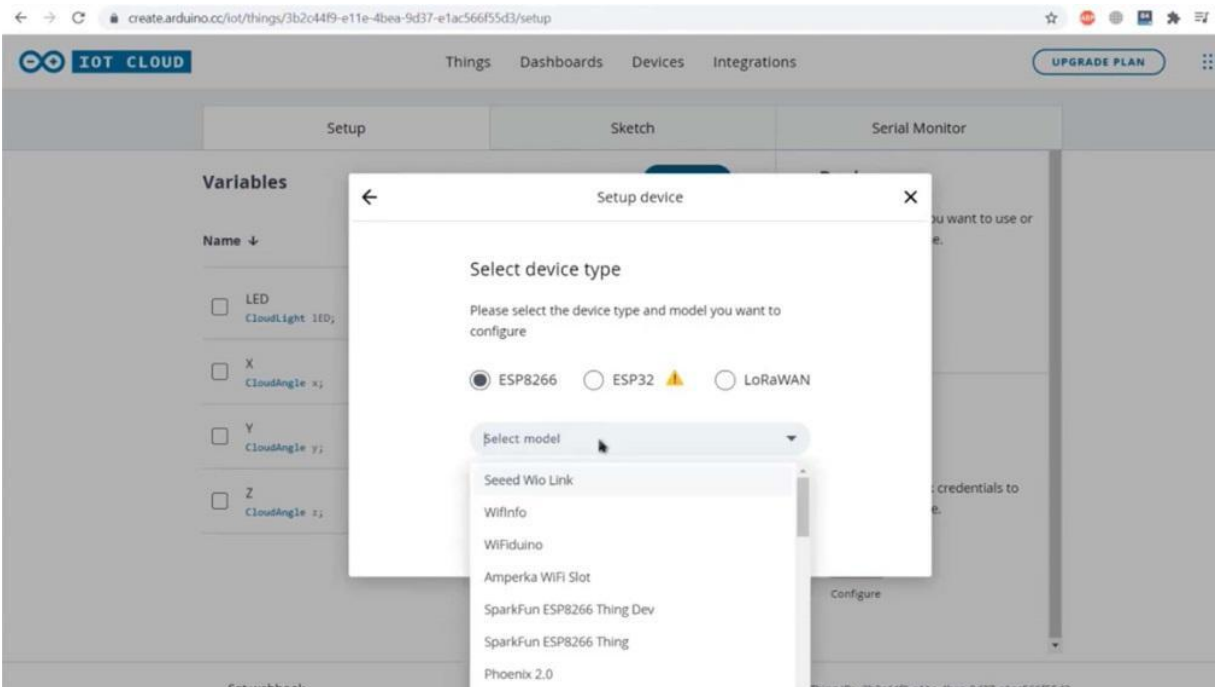 create.arduino.cc/iot/things/3b2c44f9-e11e-4bea-9d37-e1ac566f55d3/setup
IOT CLOUD
Things Dashboards Devices Integrations
UPGRADE PLAN
Setup Sketch Serial Monitor
Variables
Setup device
ou want to use or
e.
Name ↓
Select device type
LED
CloudLight lED;
Please select the device type and model you want to
configure
X
CloudAngle x;
ESP8266 ESP32 LoRaWAN
Y
CloudAngle y;
Select model
Seeed Wio Link
Z
CloudAngle z;
credentials to
e.
WifInfo
WiFiduino
Amperka WiFi Slot
Configure
SparkFun ESP8266 Thing Dev
SparkFun ESP8266 Thing
Phoenix 2.0